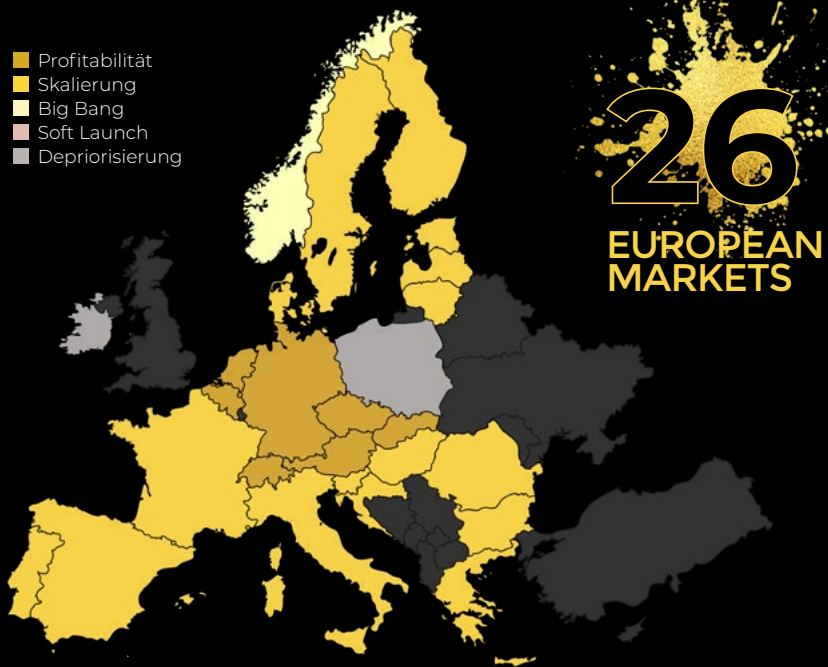 Profitabilität
Skalierung
Big Bang
Soft Launch
Depriorisierung
26
EUROPEAN
MARKETS